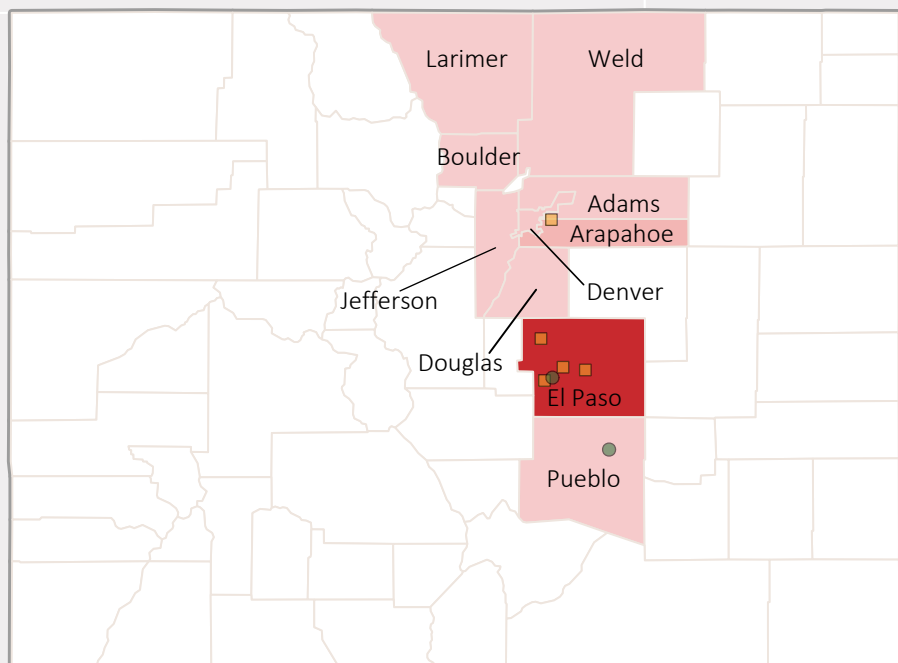 Larimer
Weld
Boulder
Adams
Arapahoe
Jefferson
Denver
Douglas
El Paso
Pueblo